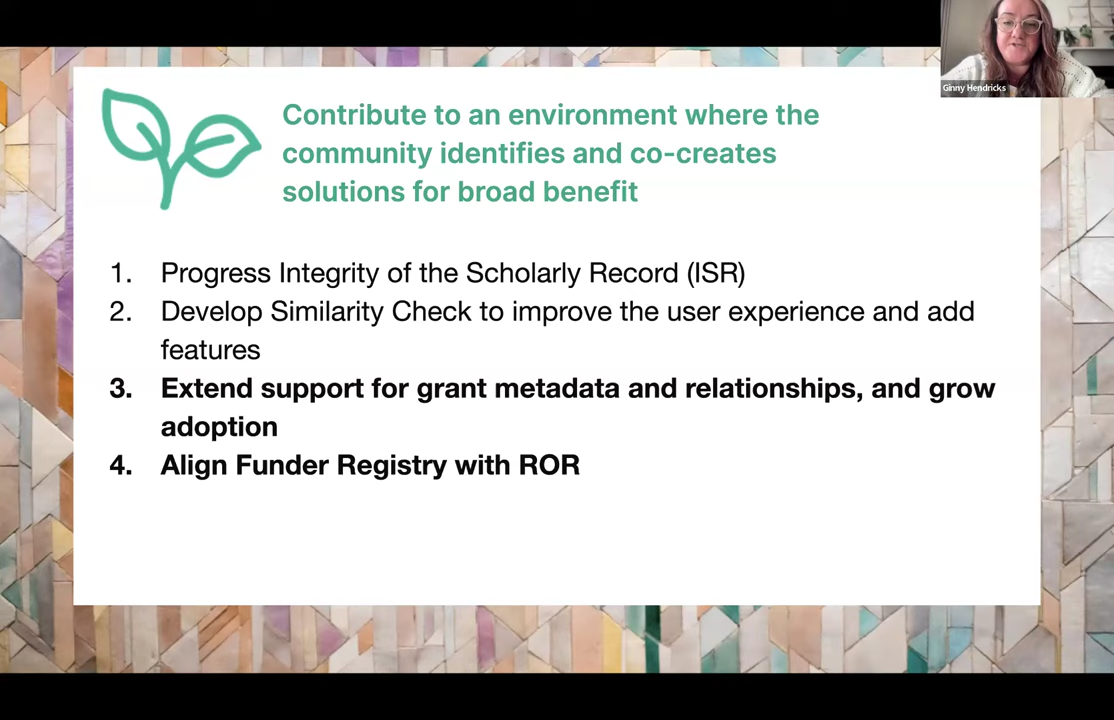 Ginny Hendricks
Contribute to an environment where the
community identifies and co-creates
solutions for broad benefit
1. Progress Integrity of the Scholarly Record (ISR)
2. Develop Similarity Check to improve the user experience and add
features
3. Extend support for grant metadata and relationships, and grow
adoption
4. Align Funder Registry with ROR